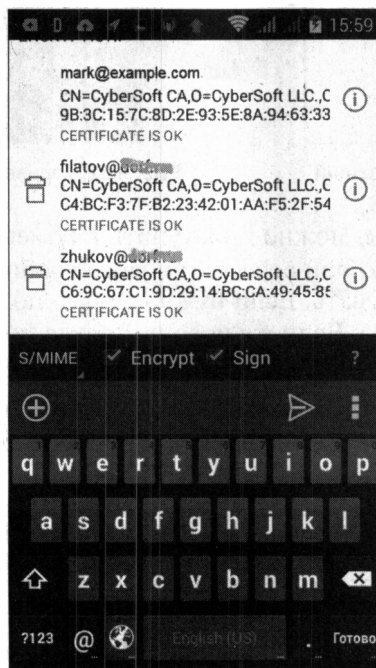 15:59
mark@example.com
CN=CyberSoft CA,O=CyberSoft LLC.,C
9B:3C:15:7C:8D:2E:93:5E:8A:94:63:33
CERTIFICATE IS OK
filatov@
CN=CyberSoft CA,O=CyberSoft LLC.,C
C4:BC:F3:7F:B2:23:42:01:AA:F5:2F:54
CERTIFICATE IS OK
zhukov@
CN=CyberSoft CA,O=CyberSoft LLC.,C
C6:9C:67:C1:9D:29:14:BC:CA:49:45:85
CERTIFICATE IS OK
S/MIME Encrypt Sign ?
q w e r t y u i o p
a s d f g h j k l
z x c v b n m
?123 @ English (US) . Готово